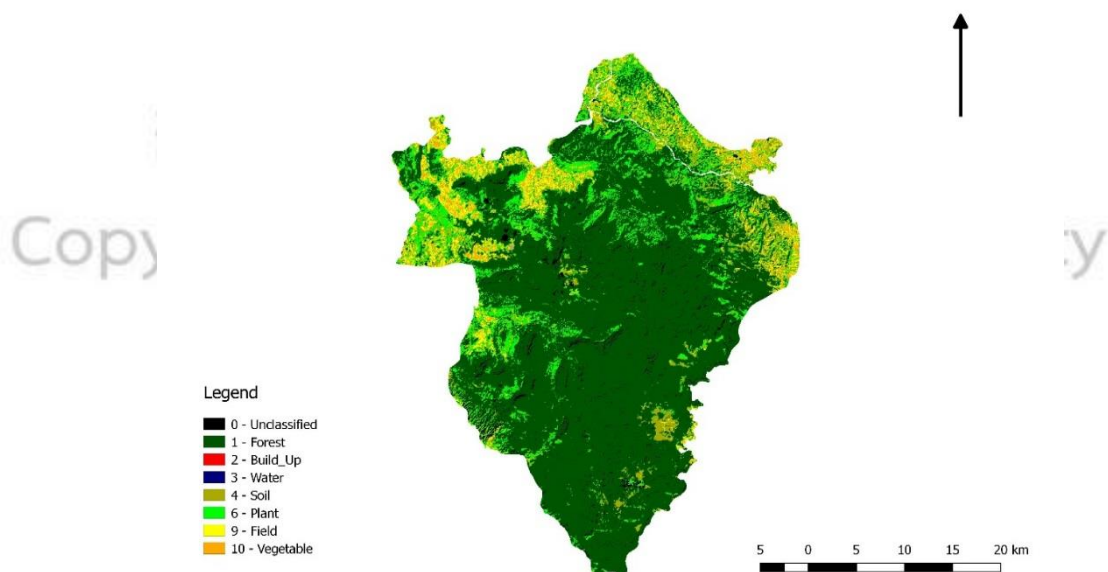 Copy
y
Legend
0 - Unclassified
1 - Forest
2 - Build_Up
3 - Water
4 - Soil
6 - Plant
9 - Field
10 - Vegetable
5 0 5 10 15 20 km